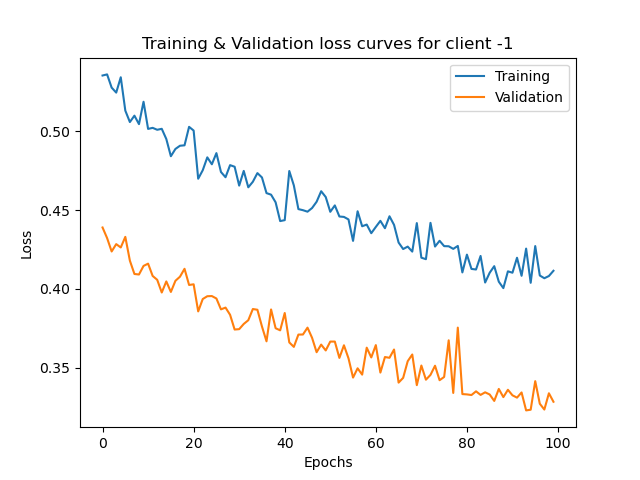 Training & Validation loss curves for client -1
Training
Validation
0.50
0.45
0.40
0.35
Loss
0
20
40
60
80
100
Epochs